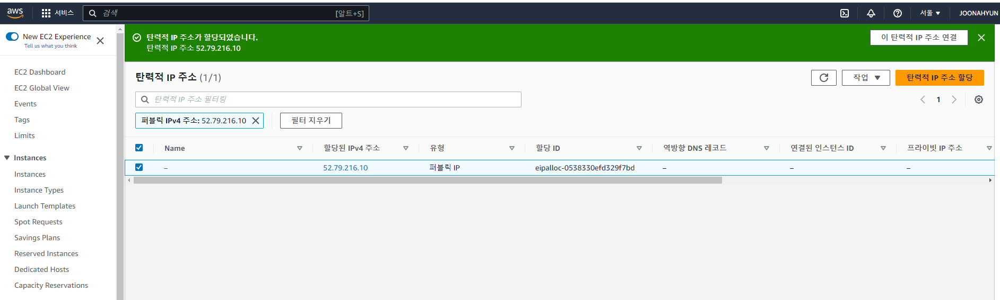 aws 서비스 검색 [알트+S] 서울 JOONAHYUN
New EC2 Experience
Tell us what you think
EC2 Dashboard
EC2 Global View
Events
Tags
Limits
Instances
Instances
Instance Types
Launch Templates
Spot Requests
Savings Plans
Reserved Instances
Dedicated Hosts
Capacity Reservations
탄력적 IP 주소가 할당되었습니다.
탄력적 IP 주소 52.79.216.10
이 탄력적 IP 주소 연결
탄력적 IP 주소 (1/1)
작업
탄력적 IP 주소 할당
탄력적 IP 주소 필터링
1
퍼블릭 IPv4 주소: 52.79.216.10
필터 지우기
Name 할당된 IPv4 주소 유형 할당 ID 역방향 DNS 레코드 연결된 인스턴스 ID 프라이빗 IP 주소
– 52.79.216.10 퍼블릭 IP eipalloc-0538330efd329f7bd – – –